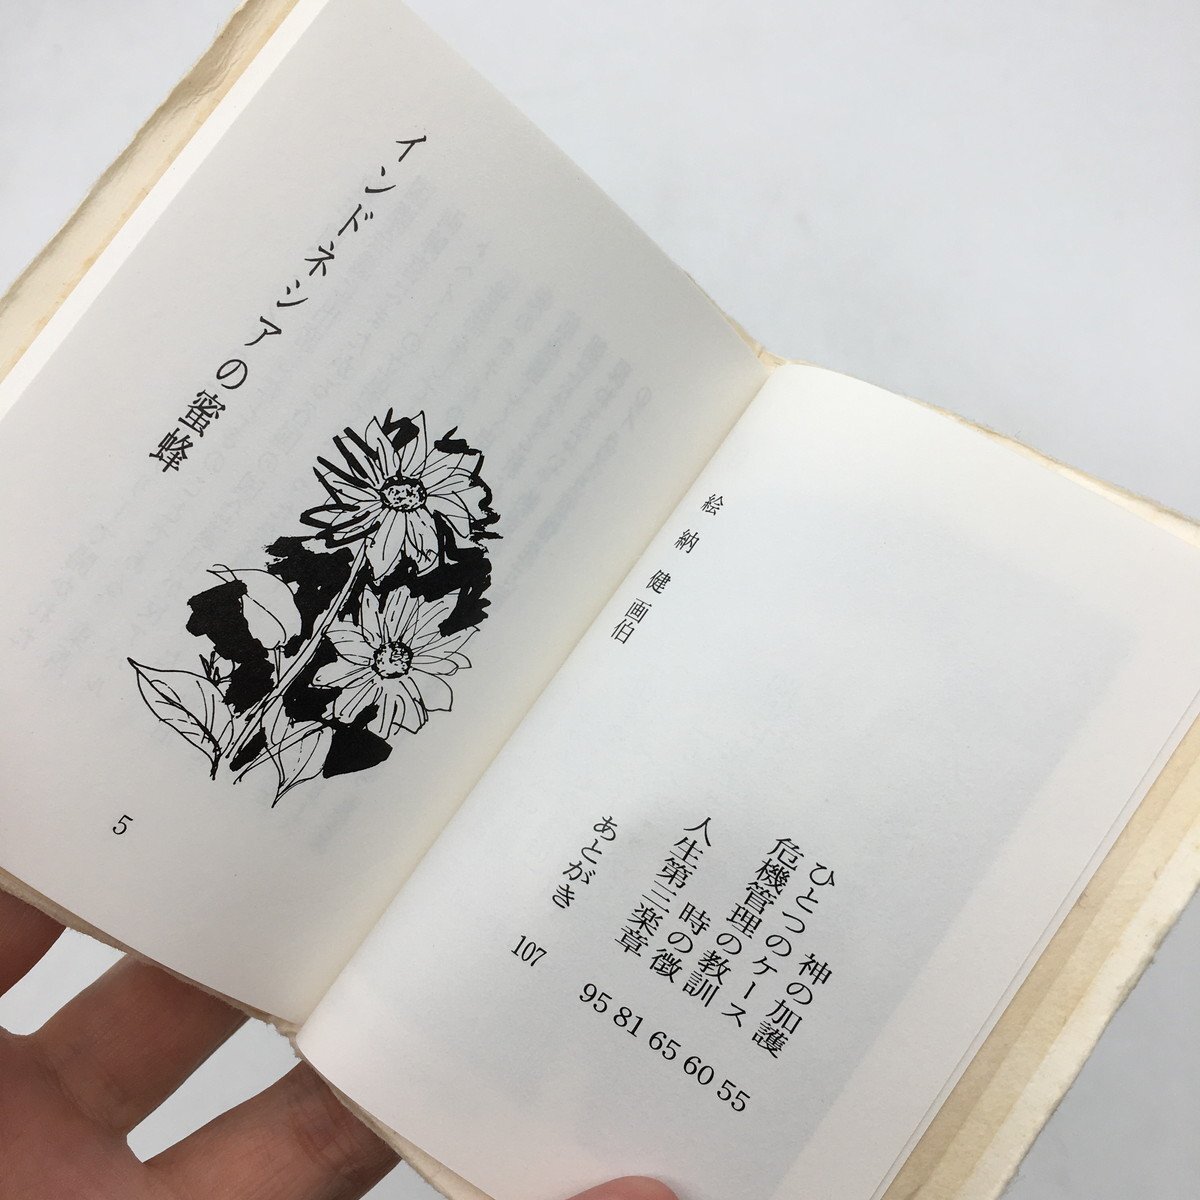 神の加護 55
ひとつのケース 60
危機管理の教訓 65
時の徴 81
人生第三楽章 95
あとがき 107
絵 納 健 画伯
インドネシアの蜜蜂
5